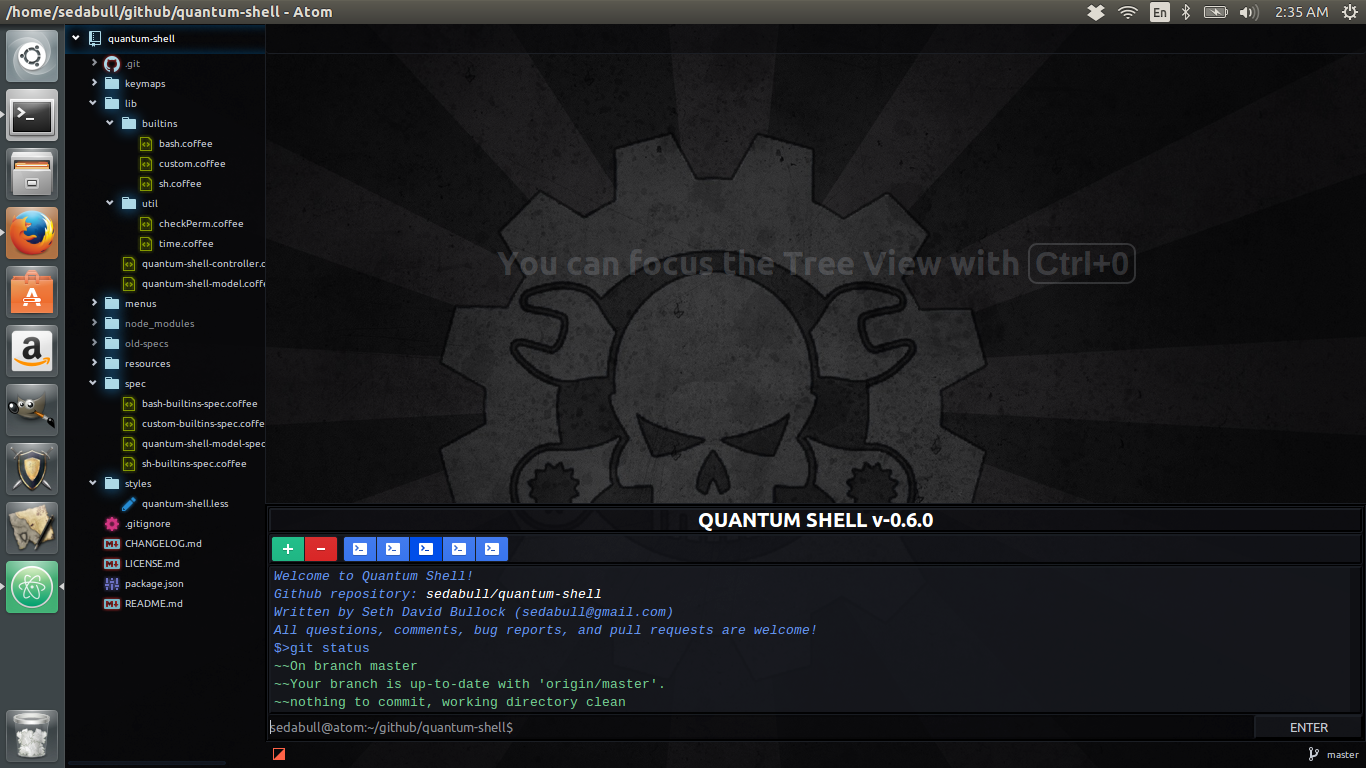 /home/sedabull/github/quantum-shell - Atom
En
2:35 AM
quantum-shell
.git
keymaps
lib
builtins
bash.coffee
custom.coffee
sh.coffee
util
checkPerm.coffee
time.coffee
quantum-shell-controller.c
quantum-shell-model.coffe
menus
node_modules
old-specs
resources
spec
bash-builtins-spec.coffee
custom-builtins-spec.coffe
quantum-shell-model-spec
sh-builtins-spec.coffee
styles
quantum-shell.less
.gitignore
CHANGELOG.md
LICENSE.md
package.json
README.md
You can focus the Tree View with Ctrl+0
QUANTUM SHELL v-0.6.0
Welcome to Quantum Shell!
Github repository: sedabull/quantum-shell
Written by Seth David Bullock (sedabull@gmail.com)
All questions, comments, bug reports, and pull requests are welcome!
$>git status
~~On branch master
~~Your branch is up-to-date with 'origin/master'.
~~nothing to commit, working directory clean
sedabull@atom:~/github/quantum-shell$
ENTER
master